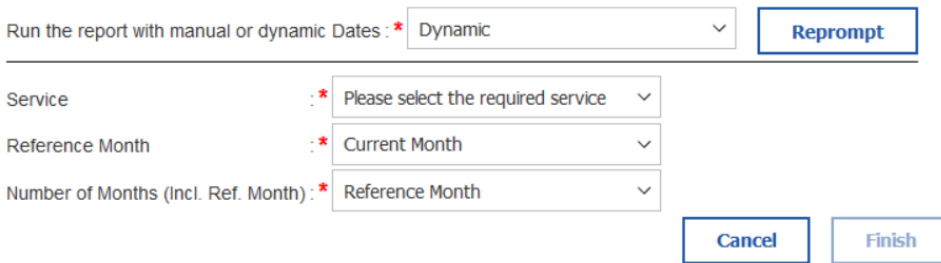 Run the report with manual or dynamic Dates : * Dynamic Reprompt
Service : * Please select the required service
Reference Month : * Current Month
Number of Months (Incl. Ref. Month) : * Reference Month
Cancel Finish